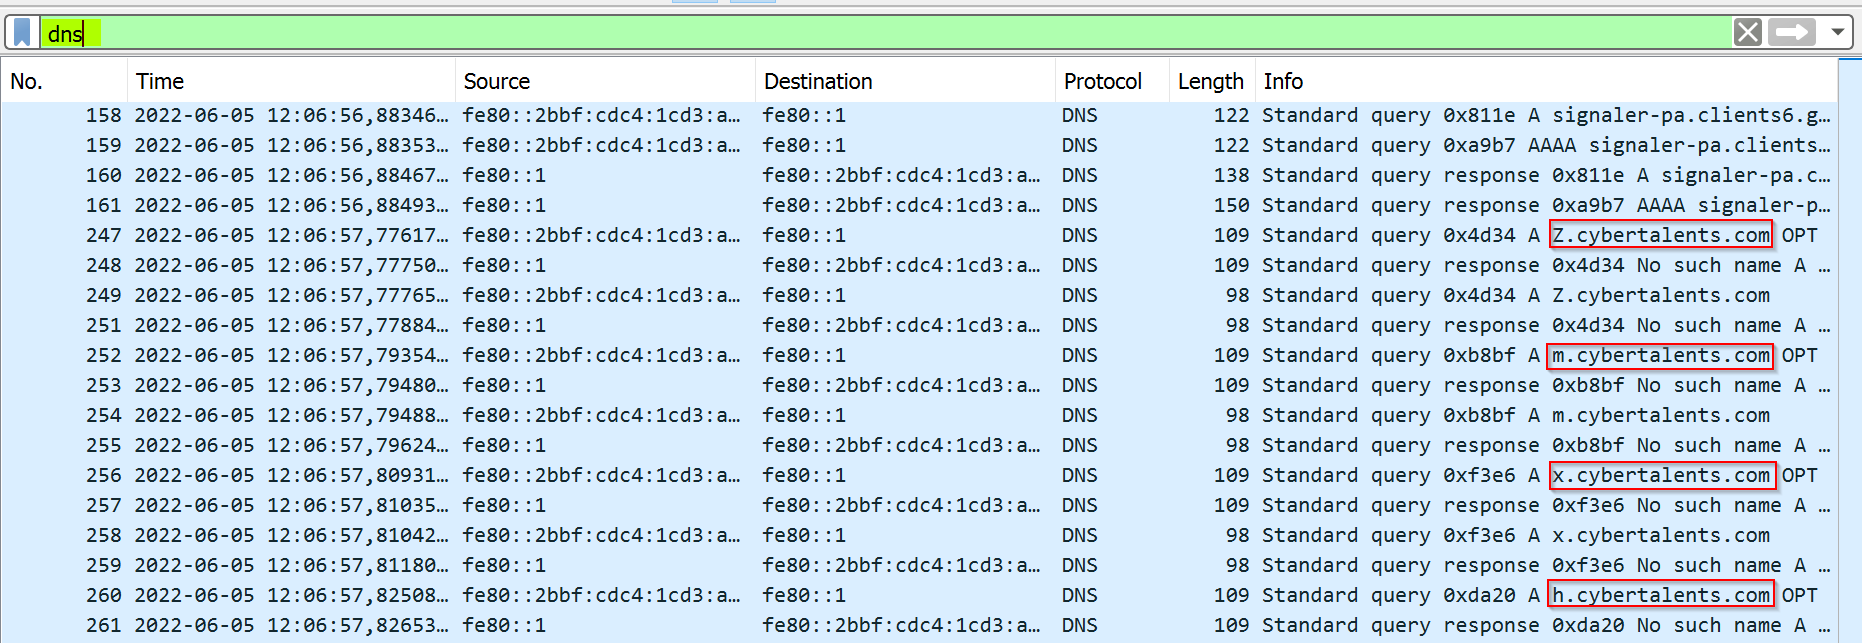 dns
No. Time Source Destination Protocol Length Info
158 2022-06-05 12:06:56,88346… fe80::2bbf:cdc4:1cd3:a… fe80::1 DNS 122 Standard query 0x811e A signaler-pa.clients6.g…
159 2022-06-05 12:06:56,88353… fe80::2bbf:cdc4:1cd3:a… fe80::1 DNS 122 Standard query 0xa9b7 AAAA signaler-pa.clients…
160 2022-06-05 12:06:56,88467… fe80::1 fe80::2bbf:cdc4:1cd3:a… DNS 138 Standard query response 0x811e A signaler-pa.c…
161 2022-06-05 12:06:56,88493… fe80::1 fe80::2bbf:cdc4:1cd3:a… DNS 150 Standard query response 0xa9b7 AAAA signaler-p…
247 2022-06-05 12:06:57,77617… fe80::2bbf:cdc4:1cd3:a… fe80::1 DNS 109 Standard query 0x4d34 A Z.cybertalents.com OPT
248 2022-06-05 12:06:57,77750… fe80::1 fe80::2bbf:cdc4:1cd3:a… DNS 109 Standard query response 0x4d34 No such name A …
249 2022-06-05 12:06:57,77765… fe80::2bbf:cdc4:1cd3:a… fe80::1 DNS 98 Standard query 0x4d34 A Z.cybertalents.com
251 2022-06-05 12:06:57,77884… fe80::1 fe80::2bbf:cdc4:1cd3:a… DNS 98 Standard query response 0x4d34 No such name A …
252 2022-06-05 12:06:57,79354… fe80::2bbf:cdc4:1cd3:a… fe80::1 DNS 109 Standard query 0xb8bf A m.cybertalents.com OPT
253 2022-06-05 12:06:57,79480… fe80::1 fe80::2bbf:cdc4:1cd3:a… DNS 109 Standard query response 0xb8bf No such name A …
254 2022-06-05 12:06:57,79488… fe80::2bbf:cdc4:1cd3:a… fe80::1 DNS 98 Standard query 0xb8bf A m.cybertalents.com
255 2022-06-05 12:06:57,79624… fe80::1 fe80::2bbf:cdc4:1cd3:a… DNS 98 Standard query response 0xb8bf No such name A …
256 2022-06-05 12:06:57,80931… fe80::2bbf:cdc4:1cd3:a… fe80::1 DNS 109 Standard query 0xf3e6 A x.cybertalents.com OPT
257 2022-06-05 12:06:57,81035… fe80::1 fe80::2bbf:cdc4:1cd3:a… DNS 109 Standard query response 0xf3e6 No such name A …
258 2022-06-05 12:06:57,81042… fe80::2bbf:cdc4:1cd3:a… fe80::1 DNS 98 Standard query 0xf3e6 A x.cybertalents.com
259 2022-06-05 12:06:57,81180… fe80::1 fe80::2bbf:cdc4:1cd3:a… DNS 98 Standard query response 0xf3e6 No such name A …
260 2022-06-05 12:06:57,82508… fe80::2bbf:cdc4:1cd3:a… fe80::1 DNS 109 Standard query 0xda20 A h.cybertalents.com OPT
261 2022-06-05 12:06:57,82653… fe80::1 fe80::2bbf:cdc4:1cd3:a… DNS 109 Standard query response 0xda20 No such name A …